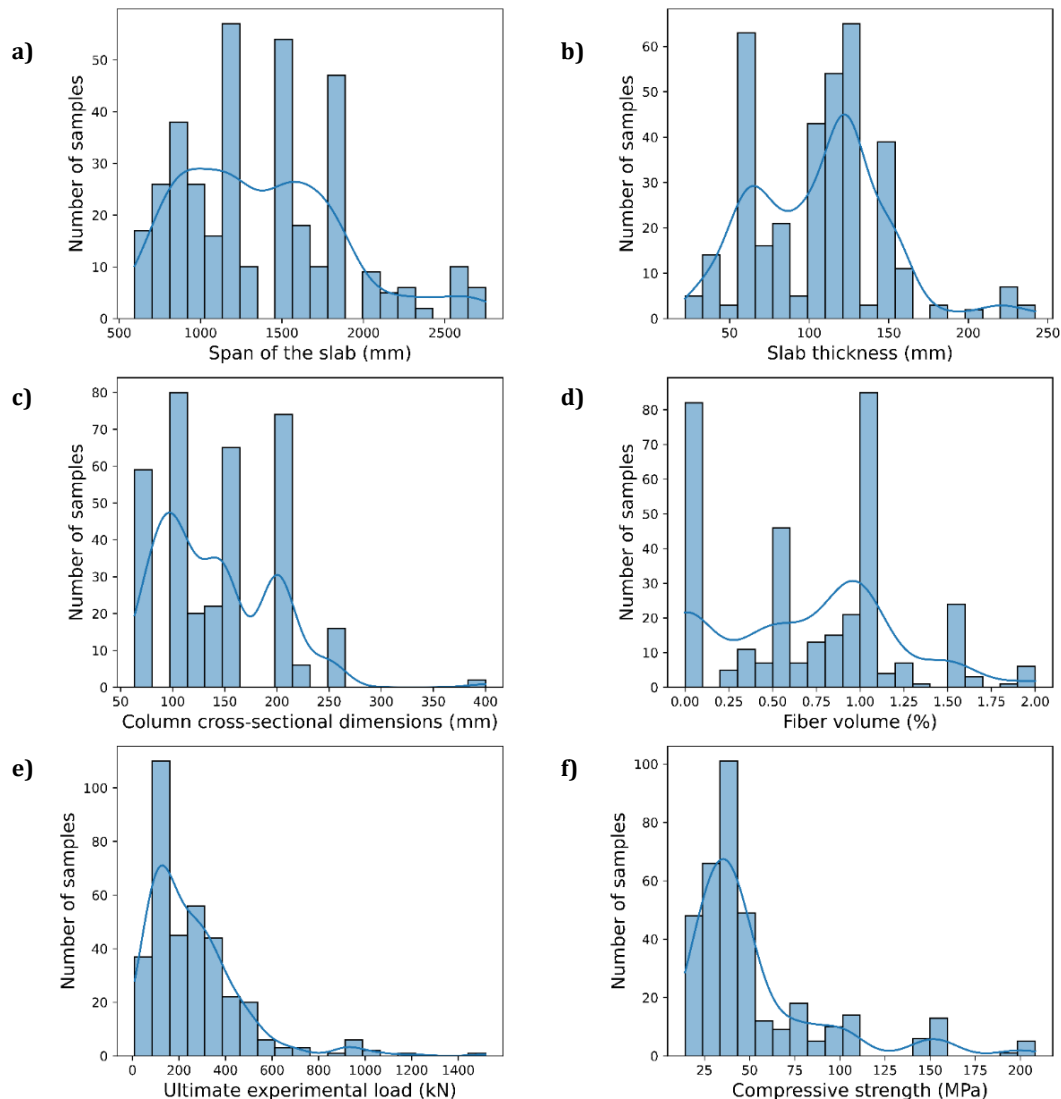 a)
Number of samples
50
40
30
20
10
0
500 1000 1500 2000 2500
Span of the slab (mm)
b)
Number of samples
60
50
40
30
20
10
0
50 100 150 200 250
Slab thickness (mm)
c)
Number of samples
80
70
60
50
40
30
20
10
0
50 100 150 200 250 300 350 400
Column cross-sectional dimensions (mm)
d)
Number of samples
80
70
60
50
40
30
20
10
0
0.00 0.25 0.50 0.75 1.00 1.25 1.50 1.75 2.00
Fiber volume (%)
e)
Number of samples
100
80
60
40
20
0
0 200 400 600 800 1000 1200 1400
Ultimate experimental load (kN)
f)
Number of samples
100
80
60
40
20
0
25 50 75 100 125 150 175 200
Compressive strength (MPa)